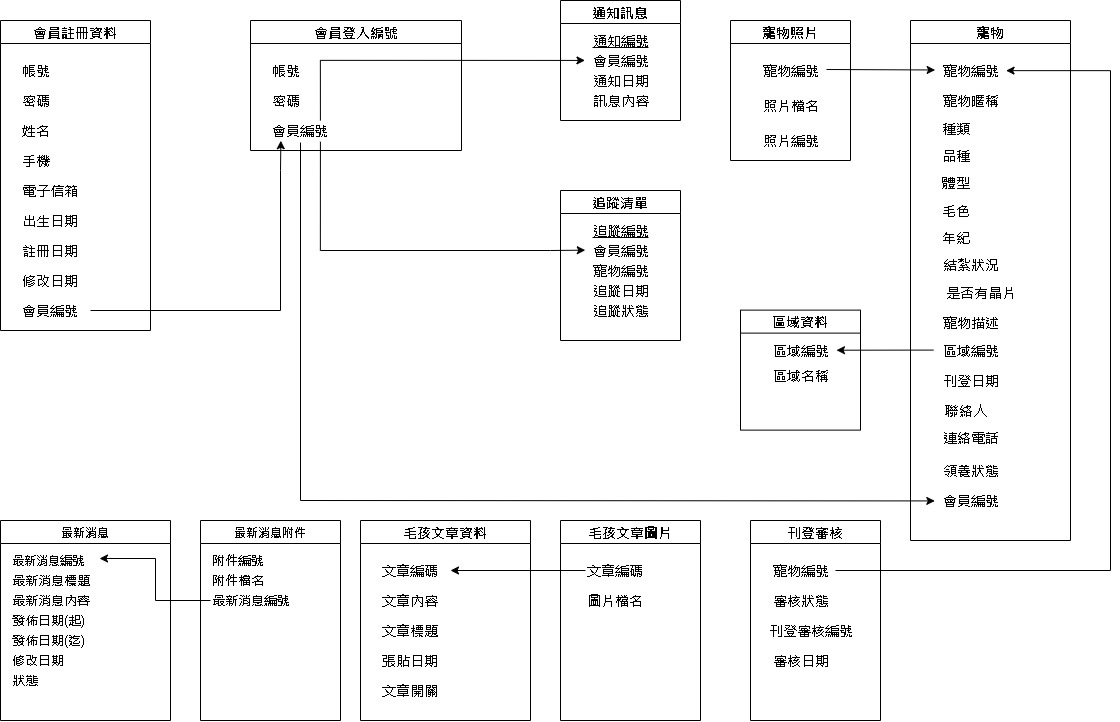 會員註冊資料
帳號
密碼
姓名
手機
電子信箱
出生日期
註冊日期
修改日期
會員編號
會員登入編號
帳號
密碼
會員編號
通知訊息
通知編號
會員編號
通知日期
訊息內容
追蹤清單
追蹤編號
會員編號
寵物編號
追蹤日期
追蹤狀態
寵物照片
寵物編號
照片檔名
照片編號
區域資料
區域編號
區域名稱
寵物
寵物編號
寵物暱稱
種類
品種
體型
毛色
年紀
結紮狀況
是否有晶片
寵物描述
區域編號
刊登日期
聯絡人
連絡電話
領養狀態
會員編號
最新消息
最新消息編號
最新消息標題
最新消息內容
發佈日期(起)
發佈日期(迄)
修改日期
狀態
最新消息附件
附件編號
附件檔名
最新消息編號
毛孩文章資料
文章編碼
文章內容
文章標題
張貼日期
文章開關
毛孩文章圖片
文章編碼
圖片檔名
刊登審核
寵物編號
審核狀態
刊登審核編號
審核日期